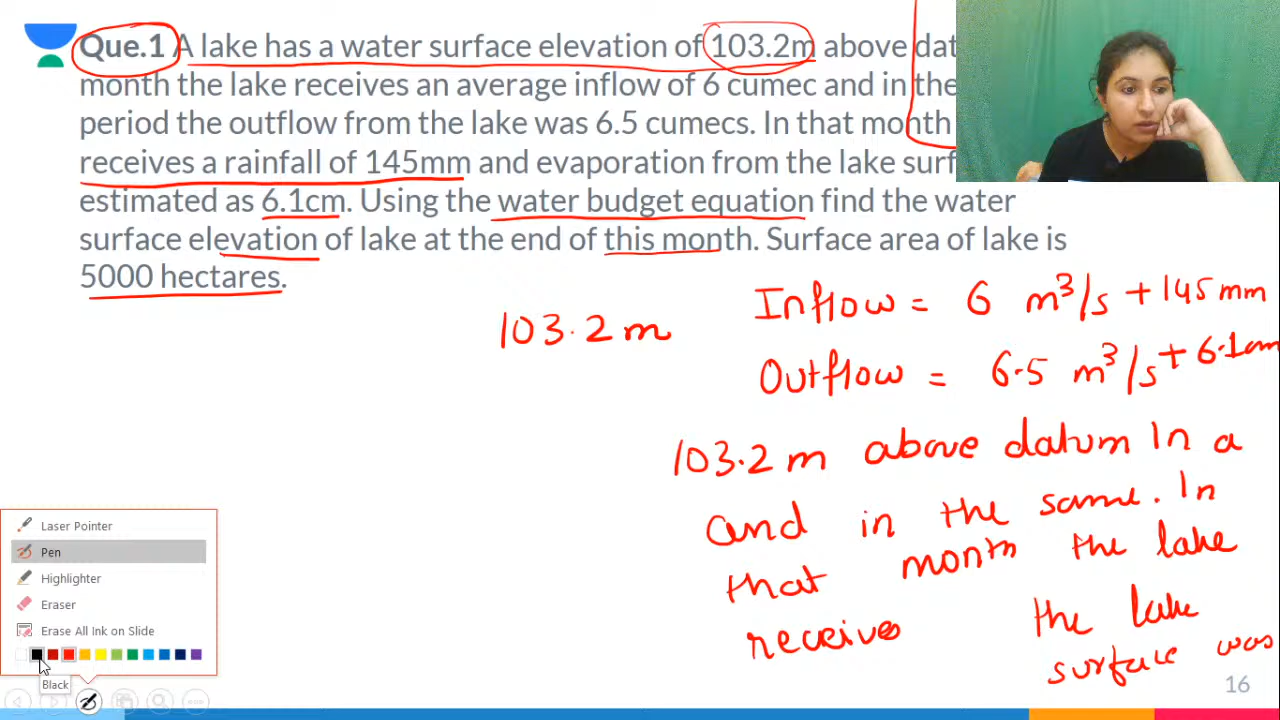 Que.1 A lake has a water surface elevation of 103.2m above dat
month the lake receives an average inflow of 6 cumec and in the
period the outflow from the lake was 6.5 cumecs. In that month
receives a rainfall of 145mm and evaporation from the lake surf
estimated as 6.1cm. Using the water budget equation find the water
surface elevation of lake at the end of this month. Surface area of lake is
5000 hectares.
103.2 m
Inflow = 6 m³/s + 145 mm
Outflow = 6.5 m³/s + 6.1cm
103.2 m above datum In a
and in the same. In
that month the lake
receives the lake
surface was
Laser Pointer
Pen
Highlighter
Eraser
Erase All Ink on Slide
Black
16